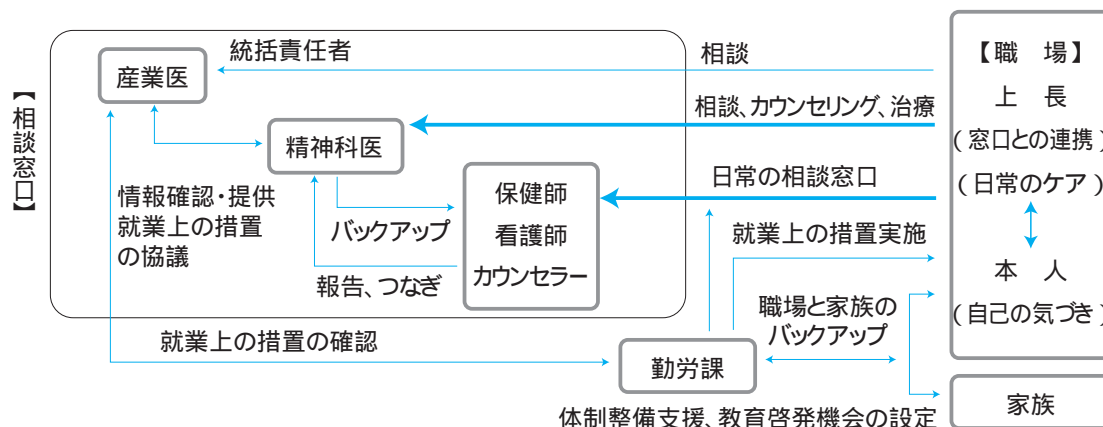 【相談窓口】
統括責任者
産業医
精神科医
情報確認・提供
就業上の措置
の協議
バックアップ
報告、つなぎ
保健師
看護師
カウンセラー
相談
相談、カウンセリング、治療
日常の相談窓口
就業上の措置実施
職場と家族の
バックアップ
就業上の措置の確認
勤労課
体制整備支援、教育啓発機会の設定
【職　場】
上　長
(窓口との連携)
(日常のケア)
本　人
(自己の気づき)
家族